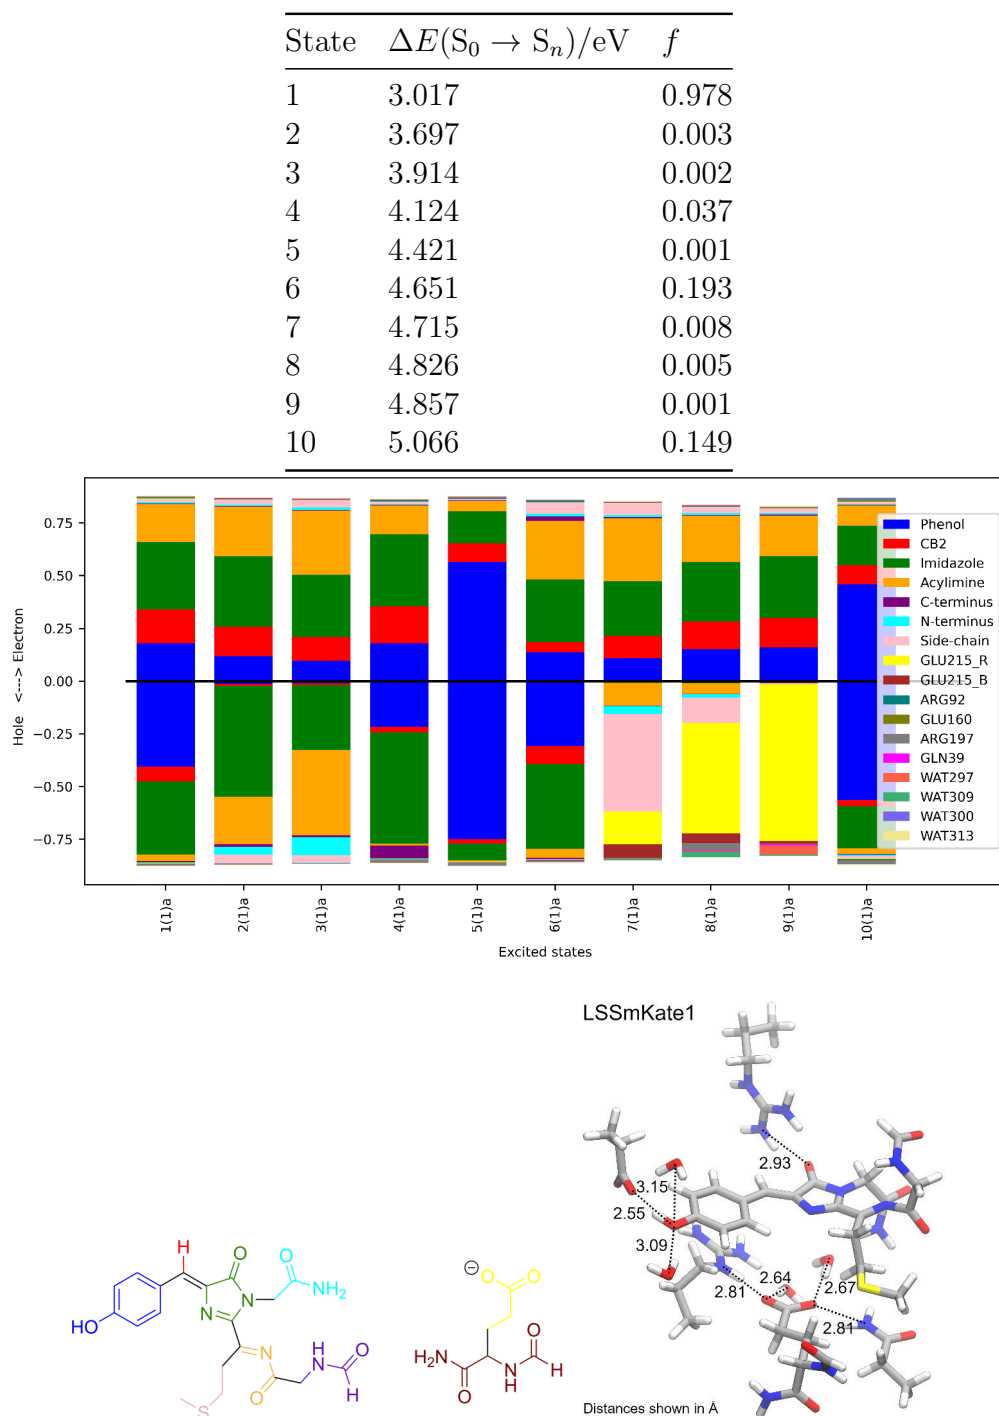 State ΔE(S₀ → Sₙ)/eV f
1 3.017 0.978
2 3.697 0.003
3 3.914 0.002
4 4.124 0.037
5 4.421 0.001
6 4.651 0.193
7 4.715 0.008
8 4.826 0.005
9 4.857 0.001
10 5.066 0.149
Hole <---> Electron
0.75
0.50
0.25
0.00
−0.25
−0.50
−0.75
Phenol
CB2
Imidazole
Acylimine
C-terminus
N-terminus
Side-chain
GLU215_R
GLU215_B
ARG92
GLU160
ARG197
GLN39
WAT297
WAT309
WAT300
WAT313
1(1)a
2(1)a
3(1)a
4(1)a
5(1)a
6(1)a
7(1)a
8(1)a
9(1)a
10(1)a
Excited states
LSSmKate1
2.93
3.15
2.55
3.09
2.81
2.64
2.67
2.81
Distances shown in Å
H
O
O
NH₂
N
N
HO
N
H
N
O
O
H
S
⊖
O
O
H₂N
O
N
H
O
H